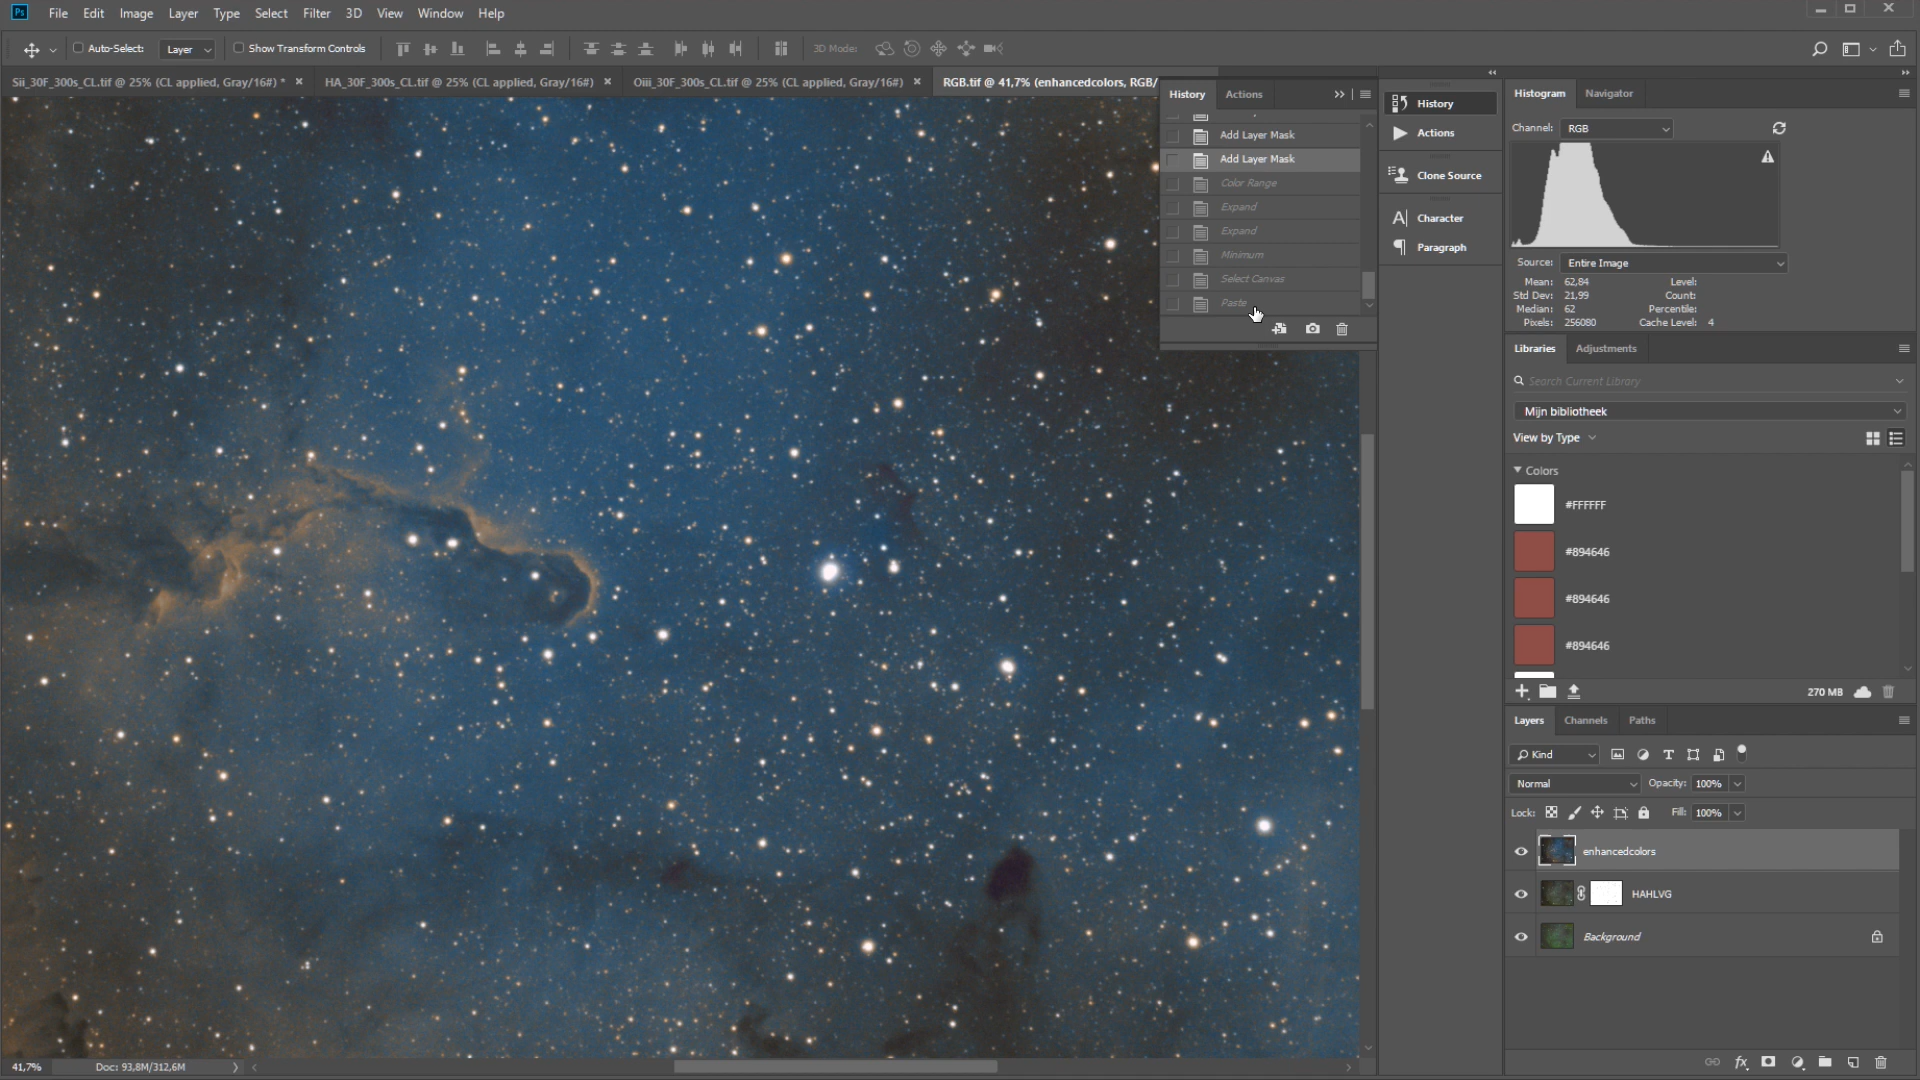 Ps File Edit Image Layer Type Select Filter 3D View Window Help
Auto-Select: Layer Show Transform Controls 3D Mode:
Sii_30F_300s_CL.tif @ 25% (CL applied, Gray/16#) * × HA_30F_300s_CL.tif @ 25% (CL applied, Gray/16#) × Oiii_30F_300s_CL.tif @ 25% (CL applied, Gray/16#) × RGB.tif @ 41,7% (enhancedcolors, RGB/
History Actions
Add Layer Mask
Add Layer Mask
Color Range
Expand
Expand
Minimum
Select Canvas
Paste
History
Actions
Clone Source
Character
Paragraph
Histogram Navigator
Channel: RGB
Source: Entire Image
Mean: 62,84 Level:
Std Dev: 21,99 Count:
Median: 62 Percentile:
Pixels: 256080 Cache Level: 4
Libraries Adjustments
Search Current Library
Mijn bibliotheek
View by Type
Colors
#FFFFFF
#894646
#894646
#894646
270 MB
Layers Channels Paths
Kind
Normal Opacity: 100%
Lock: Fill: 100%
enhancedcolors
HAHLVG
Background
41,7% Doc: 93,8M/312,6M